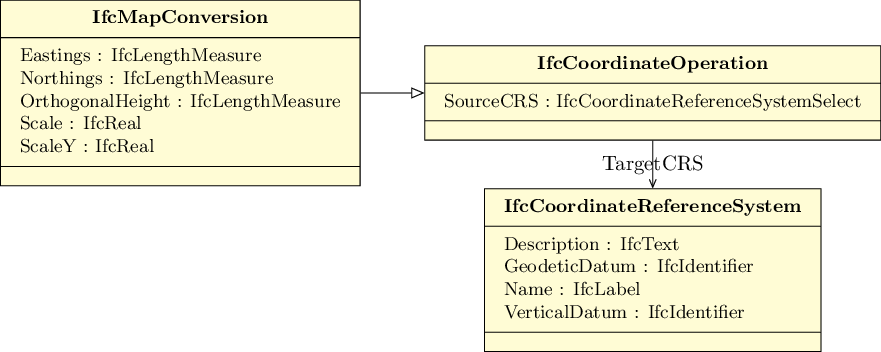 IfcMapConversion
Eastings : IfcLengthMeasure
Northings : IfcLengthMeasure
OrthogonalHeight : IfcLengthMeasure
Scale : IfcReal
ScaleY : IfcReal
IfcCoordinateOperation
SourceCRS : IfcCoordinateReferenceSystemSelect
TargetCRS
IfcCoordinateReferenceSystem
Description : IfcText
GeodeticDatum : IfcIdentifier
Name : IfcLabel
VerticalDatum : IfcIdentifier